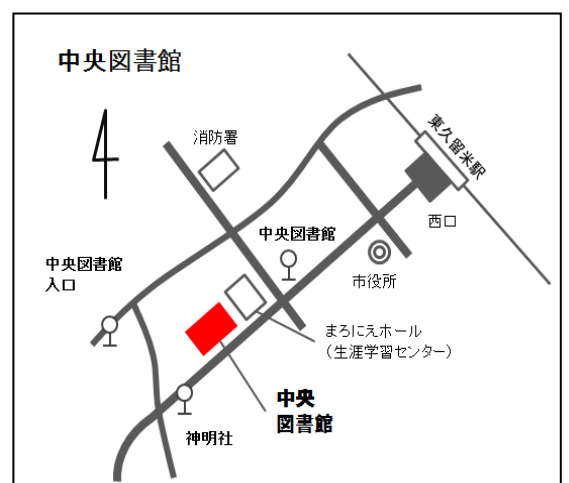 中央図書館
消防署
東久留米駅
西口
中央図書館
市役所
中央図書館
入口
まろにえホール
（生涯学習センター）
中央
図書館
神明社